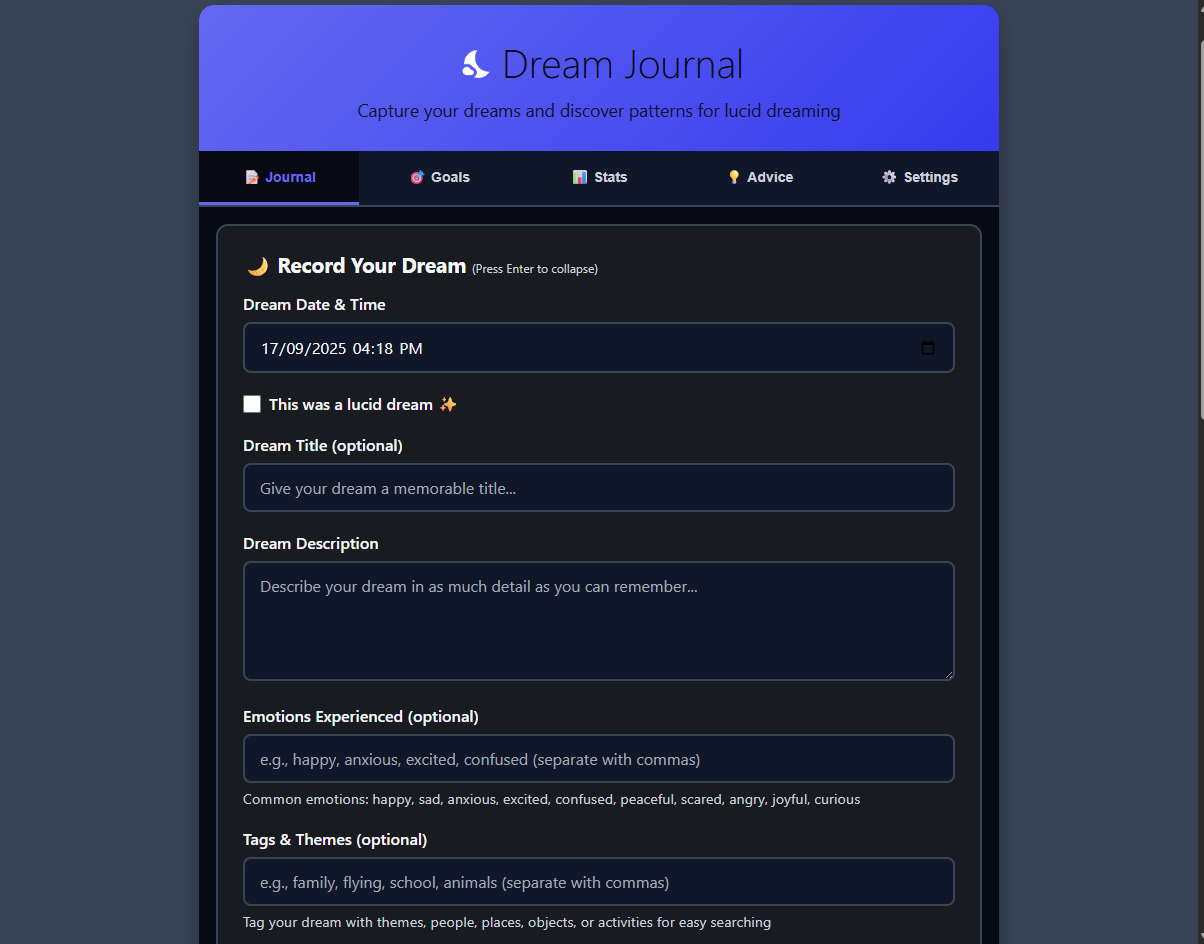 Dream Journal
Capture your dreams and discover patterns for lucid dreaming
Journal
Goals
Stats
Advice
Settings
Record Your Dream (Press Enter to collapse)
Dream Date & Time
17/09/2025 04:18 PM
This was a lucid dream
Dream Title (optional)
Give your dream a memorable title...
Dream Description
Describe your dream in as much detail as you can remember...
Emotions Experienced (optional)
e.g., happy, anxious, excited, confused (separate with commas)
Common emotions: happy, sad, anxious, excited, confused, peaceful, scared, angry, joyful, curious
Tags & Themes (optional)
e.g., family, flying, school, animals (separate with commas)
Tag your dream with themes, people, places, objects, or activities for easy searching